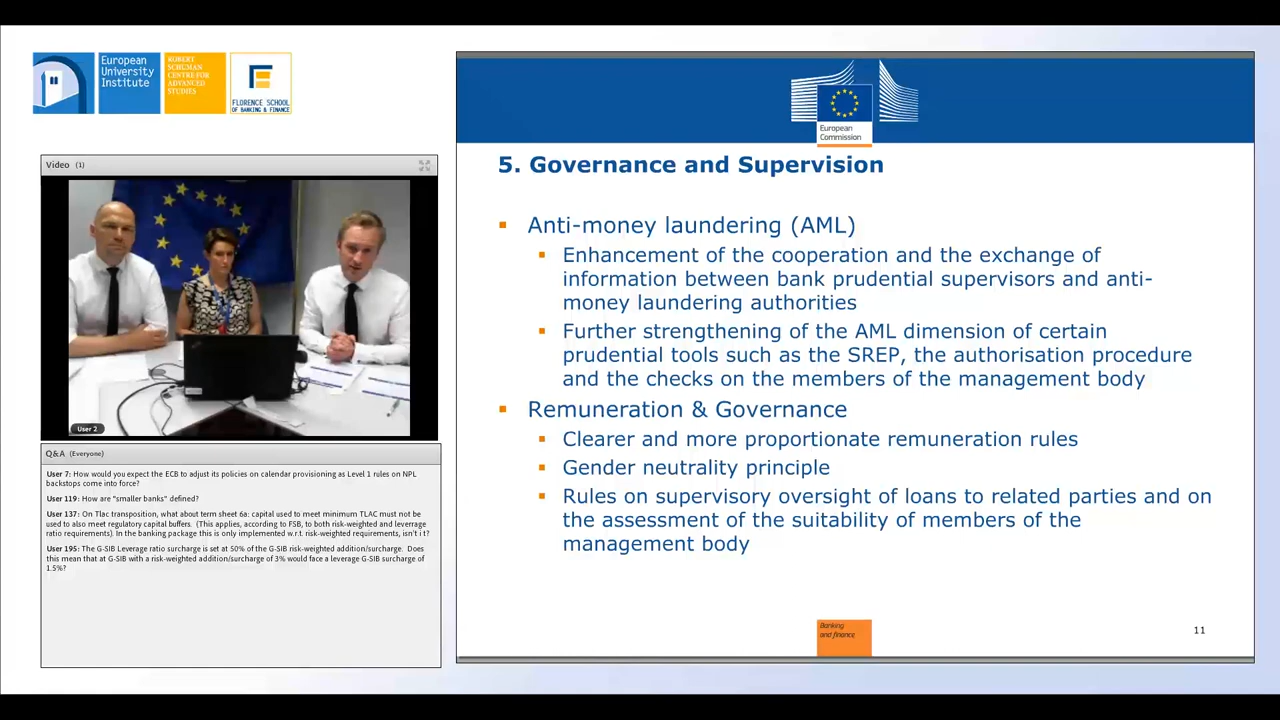 European
University
Institute
ROBERT
SCHUMAN
CENTRE FOR
ADVANCED
STUDIES
FLORENCE SCHOOL
OF BANKING & FINANCE
Video (1)
User 2
Q&A (Everyone)
User 7: How would you expect the ECB to adjust its policies on calendar provisioning as Level 1 rules on NPL
backstops come into force?
User 119: How are "smaller banks" defined?
User 137: On Tlac transposition, what about term sheet 6a: capital used to meet minimum TLAC must not be
used to also meet regulatory capital buffers. (This applies, according to FSB, to both risk-weighted and leverage
ratio requirements). In the banking package this is only implemented w.r.t. risk-weighted requirements, isn't it?
User 195: The G-SIB Leverage ratio surcharge is set at 50% of the G-SIB risk-weighted addition/surcharge. Does
this mean that at G-SIB with a risk-weighted addition/surcharge of 3% would face a leverage G-SIB surcharge of
1.5%?
European
Commission
5. Governance and Supervision
Anti-money laundering (AML)
Enhancement of the cooperation and the exchange of
information between bank prudential supervisors and anti-
money laundering authorities
Further strengthening of the AML dimension of certain
prudential tools such as the SREP, the authorisation procedure
and the checks on the members of the management body
Remuneration & Governance
Clearer and more proportionate remuneration rules
Gender neutrality principle
Rules on supervisory oversight of loans to related parties and on
the assessment of the suitability of members of the
management body
Banking
and finance
11